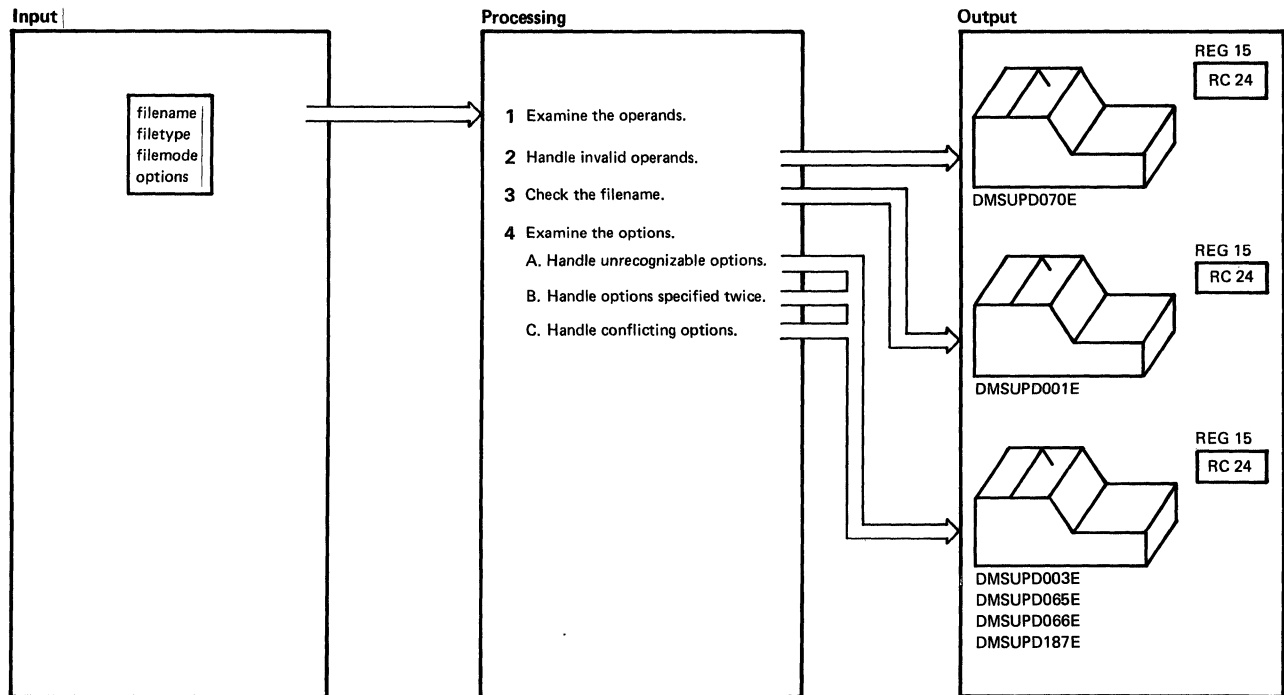 Input
Processing
Output
filename
filetype
filemode
options
1 Examine the operands.
2 Handle invalid operands.
3 Check the filename.
4 Examine the options.
A. Handle unrecognizable options.
B. Handle options specified twice.
C. Handle conflicting options.
REG 15
RC 24
DMSUPD070E
REG 15
RC 24
DMSUPD001E
REG 15
RC 24
DMSUPD003E
DMSUPD065E
DMSUPD066E
DMSUPD187E